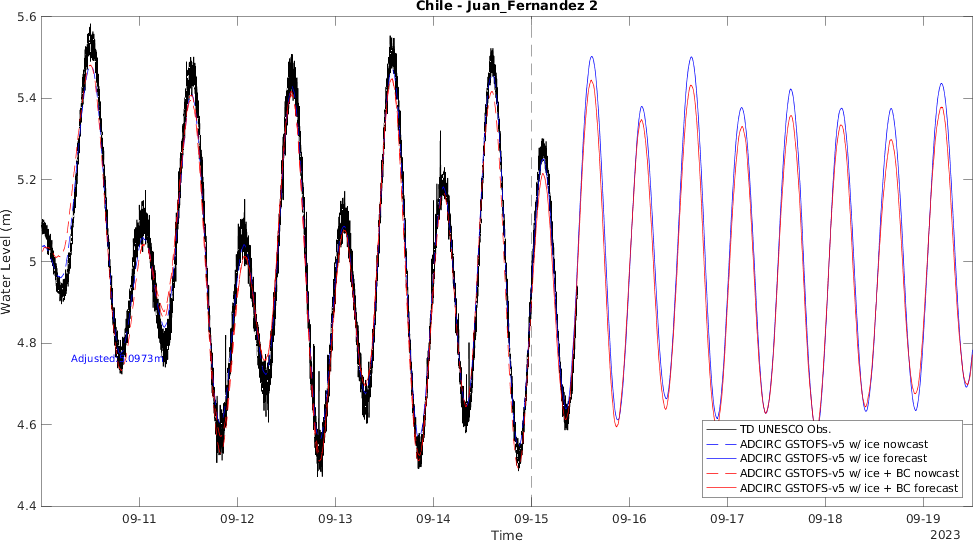 Chile - Juan_Fernandez 2
5.6
5.4
5.2
5
4.8
4.6
4.4
Water Level (m)
09-11
09-12
09-13
09-14
09-15
09-16
09-17
09-18
09-19
Time
2023
TD UNESCO Obs.
ADCIRC GSTOFS-v5 w/ ice nowcast
ADCIRC GSTOFS-v5 w/ ice forecast
ADCIRC GSTOFS-v5 w/ ice + BC nowcast
ADCIRC GSTOFS-v5 w/ ice + BC forecast